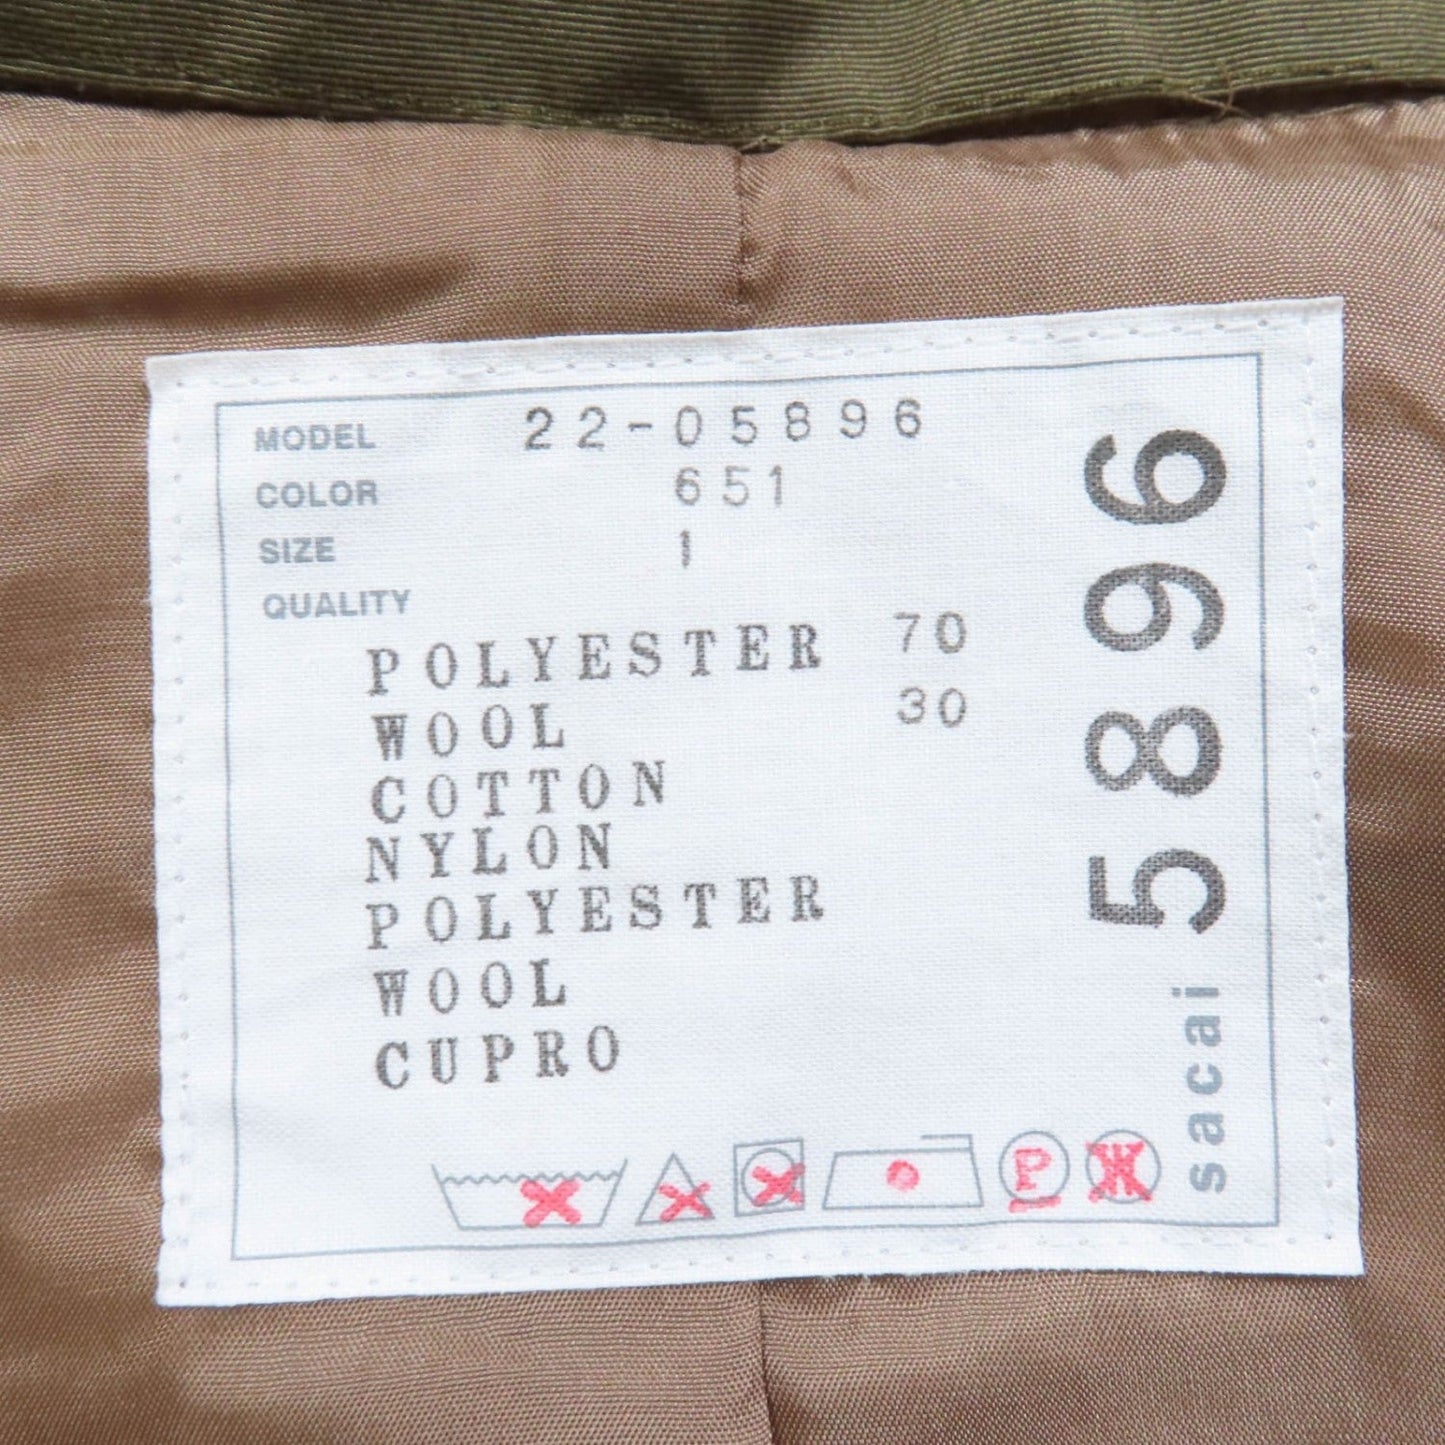 MODEL 22-05896
COLOR 651
SIZE 1
QUALITY
POLYESTER 70
WOOL 30
COTTON
NYLON
POLYESTER
WOOL
CUPRO
P
sacai 5896